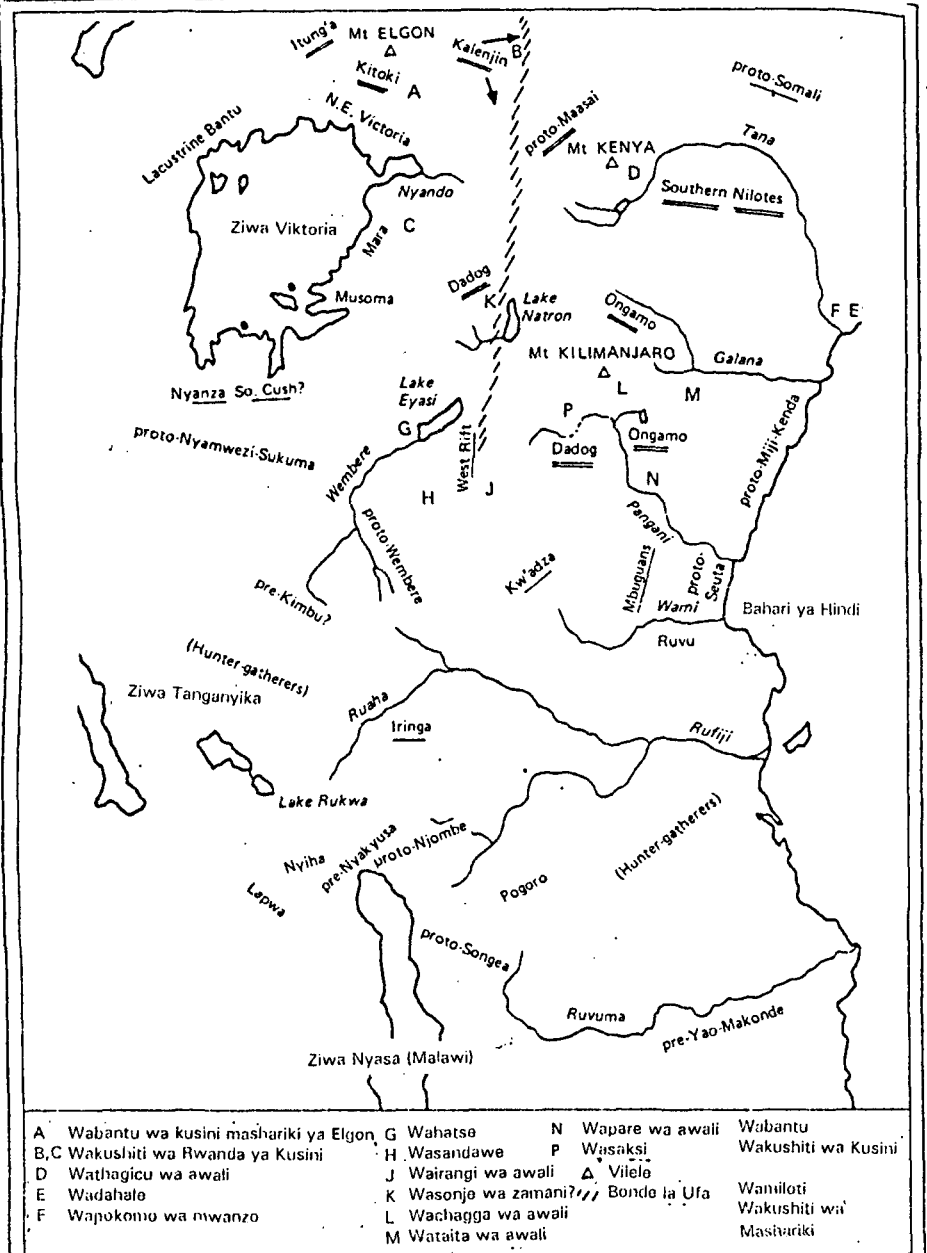 Itung'a
Mt ELGON
Kalenjin
B
Kitoki
A
proto-Somali
N.E. Victoria
proto-Maasai
Tana
Lacustrine Bantu
Mt KENYA
D
Nyando
Southern Nilotes
Ziwa Viktoria
Mara
C
Dadog
K
Musoma
Lake
Natron
Ongamo
F E
Mt KILIMANJARO
Galana
L
M
Nyanza So. Cush?
Lake
Eyasi
G
P
proto-Miji-Kenda
proto-Nyamwezi-Sukuma
Wembere
West Rift
Dadog
Ongamo
H
J
N
Pangani
proto-Wembere
pre-Kimbu?
Kw'adza
Mbuguans
proto-
Seuta
Wami
Bahari ya Hindi
Ruvu
(Hunter-gatherers)
Ziwa Tanganyika
Ruaha
Iringa
Rufiji
Lake Rukwa
(Hunter-gatherers)
Nyiha
pre-Nyakyusa
proto-Njombe
Lapwa
Pogoro
proto-Songea
Ruvuma
pre-Yao-Makonde
Ziwa Nyasa (Malawi)
A Wabantu wa kusini mashariki ya Elgon
B,C Wakushiti wa Rwanda ya Kusini
D Wathagicu wa awali
E Wadahalo
F Wapokomo wa mwanzo
G Wahatse
H Wasandawe
J Wairangi wa awali
K Wasonjo wa zamani?
L Wachagga wa awali
M Wataita wa awali
N Wapare wa awali
P Wasaksi
Vilele
Bonde la Ufa
Wabantu
Wakushiti wa Kusini
Wamiloti
Wakushiti wa
Mashariki